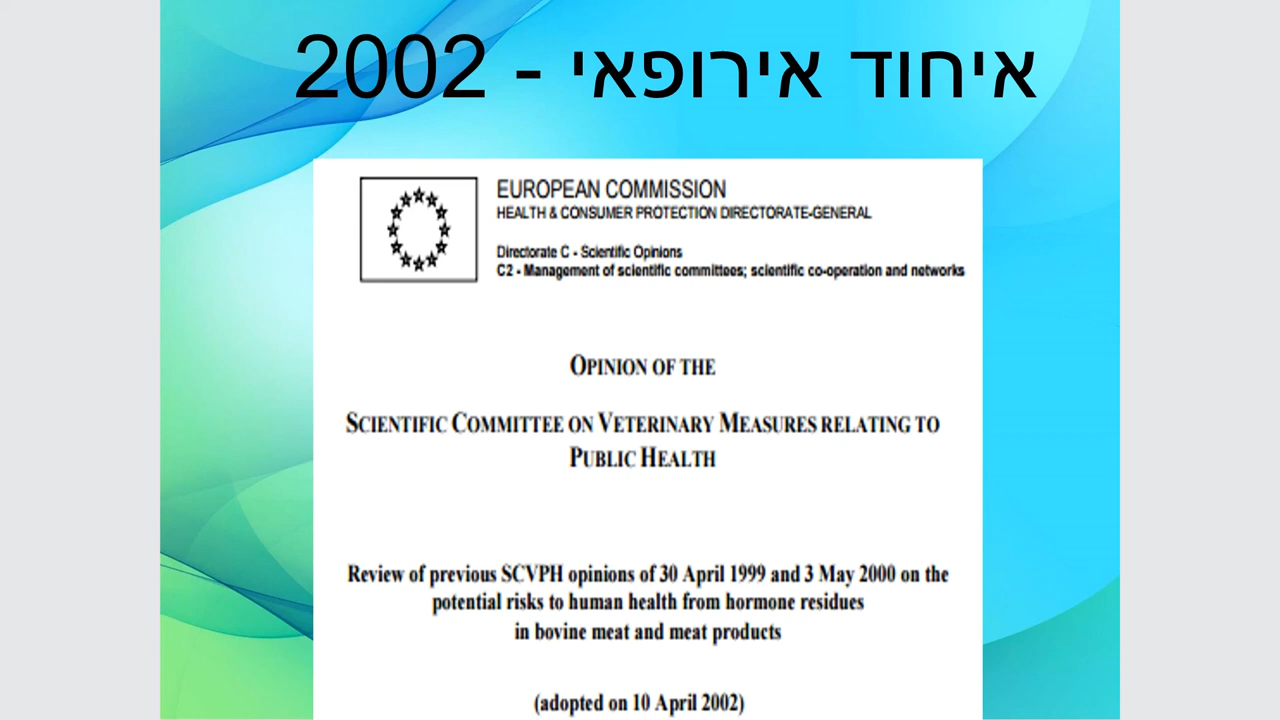 איחוד אירופאי - 2002
EUROPEAN COMMISSION
HEALTH & CONSUMER PROTECTION DIRECTORATE-GENERAL
Directorate C - Scientific Opinions
C2 - Management of scientific committees; scientific co-operation and networks
OPINION OF THE
SCIENTIFIC COMMITTEE ON VETERINARY MEASURES RELATING TO
PUBLIC HEALTH
Review of previous SCVPH opinions of 30 April 1999 and 3 May 2000 on the
potential risks to human health from hormone residues
in bovine meat and meat products
(adopted on 10 April 2002)